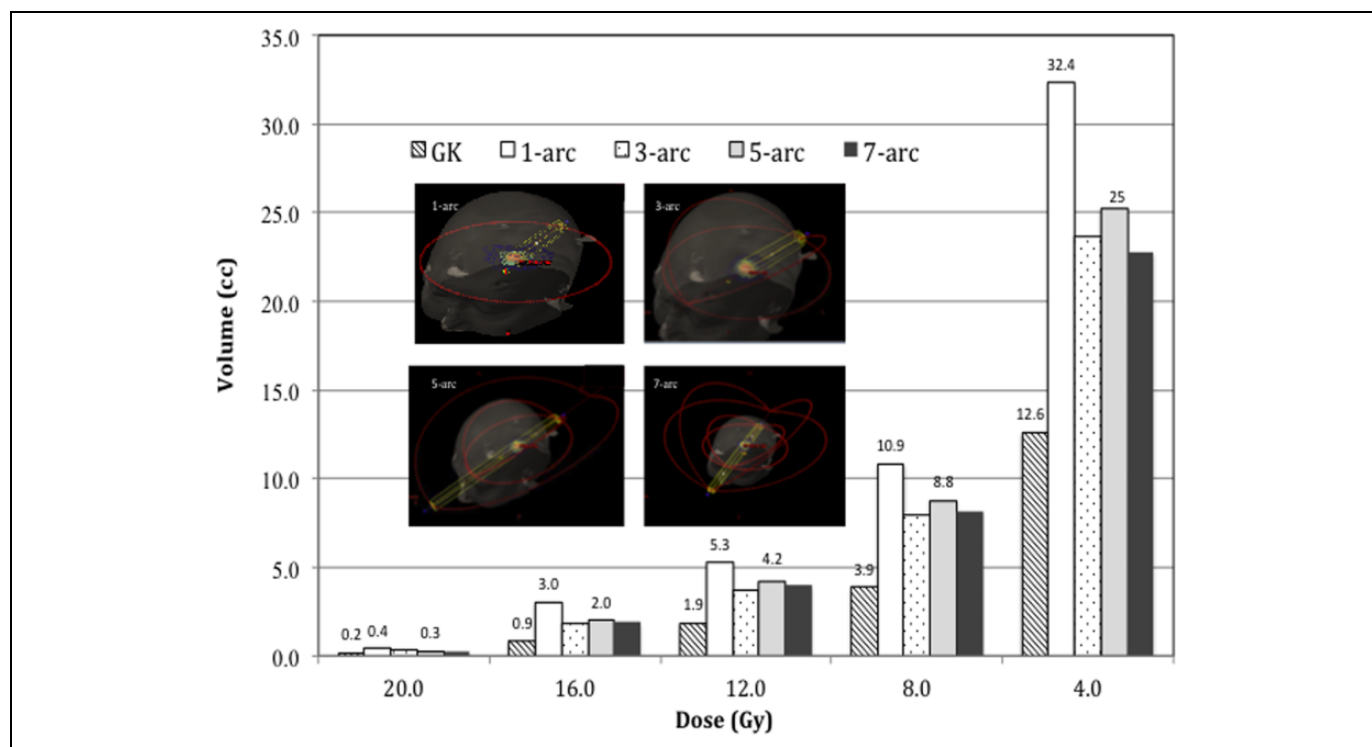 35.0
30.0
25.0
20.0
15.0
10.0
5.0
0.0
Volume (cc)
GK 1-arc 3-arc 5-arc 7-arc
1-arc
3-arc
5-arc
7-arc
0.2 0.4 0.3
0.9 3.0 2.0
1.9 5.3 4.2
3.9 10.9 8.8
12.6 32.4 25
20.0 16.0 12.0 8.0 4.0
Dose (Gy)